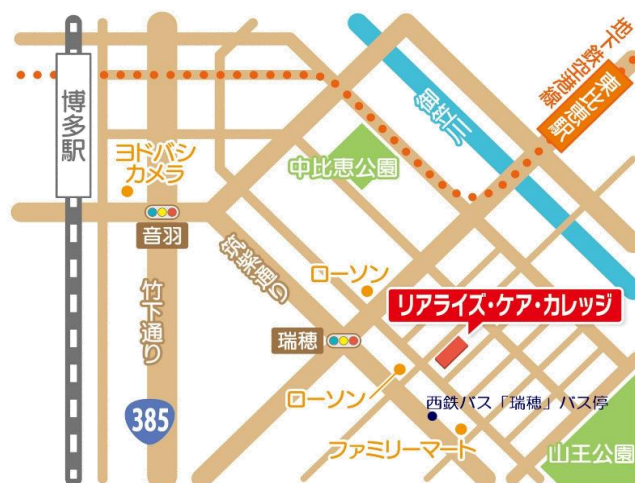 地下鉄空港線
東比恵駅
博多駅
御笠川
ヨドバシ
カメラ
中比恵公園
音羽
筑紫通り
ローソン
竹下通り
リアライズ・ケア・カレッジ
瑞穂
ローソン
西鉄バス「瑞穂」バス停
385
ファミリーマート
山王公園